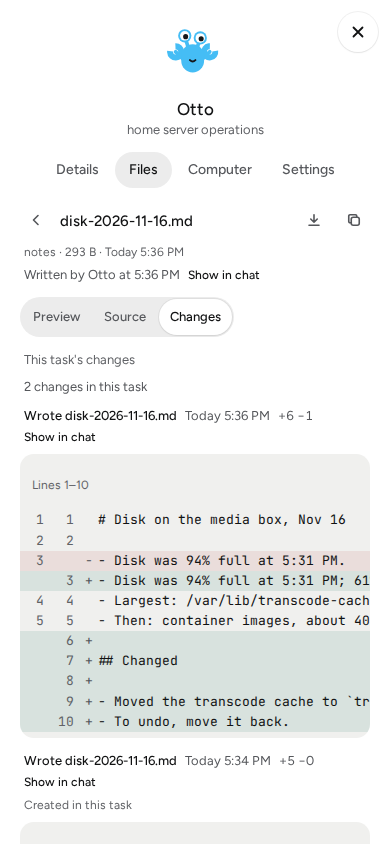 Otto
home server operations
Details Files Computer Settings
disk-2026-11-16.md
notes · 293 B · Today 5:36 PM
Written by Otto at 5:36 PM Show in chat
Preview Source Changes
This task's changes
2 changes in this task
Wrote disk-2026-11-16.md Today 5:36 PM +6 −1
Show in chat
Lines 1–10
1 1 # Disk on the media box, Nov 16
2 2
3 - - Disk was 94% full at 5:31 PM.
3 + - Disk was 94% full at 5:31 PM; 61
4 4 - Largest: /var/lib/transcode-cach
5 5 - Then: container images, about 40
6 +
7 + ## Changed
8 +
9 + - Moved the transcode cache to `tr
10 + - To undo, move it back.
Wrote disk-2026-11-16.md Today 5:34 PM +5 −0
Show in chat
Created in this task